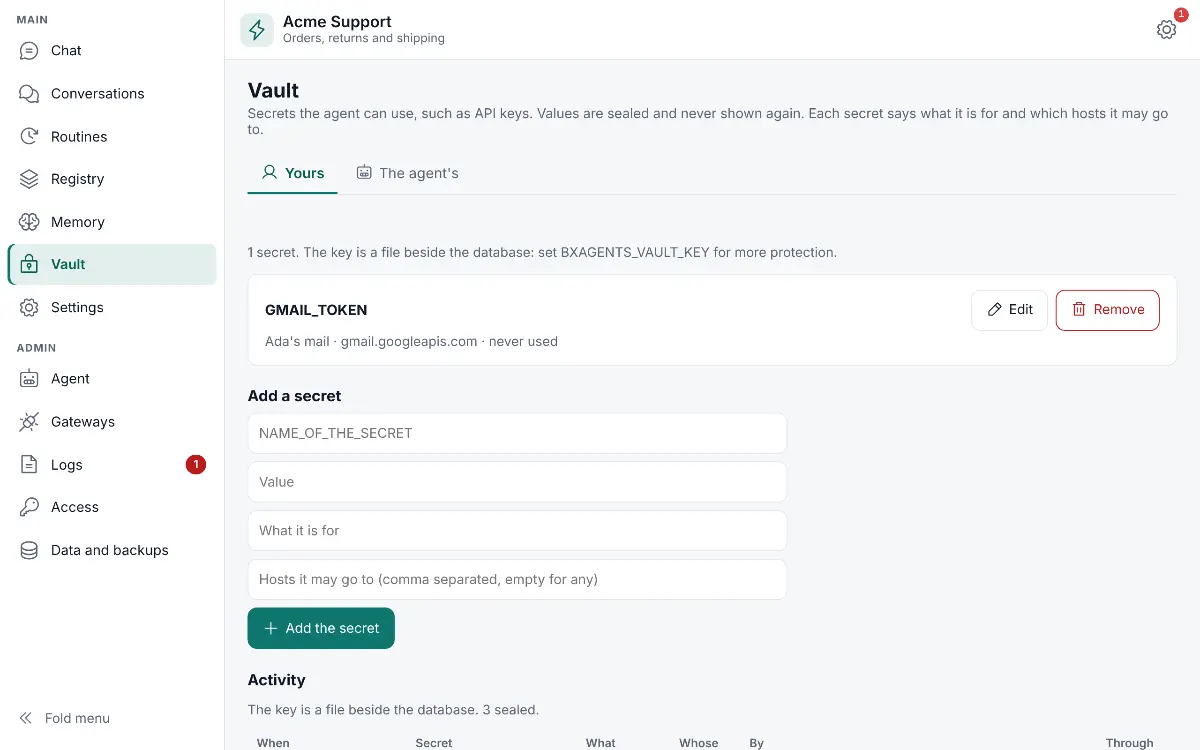 MAIN
Chat
Conversations
Routines
Registry
Memory
Vault
Settings
ADMIN
Agent
Gateways
Logs
1
Access
Data and backups
Fold menu
Acme Support
Orders, returns and shipping
1
Vault
Secrets the agent can use, such as API keys. Values are sealed and never shown again. Each secret says what it is for and which hosts it may go
to.
Yours
The agent's
1 secret. The key is a file beside the database: set BXAGENTS_VAULT_KEY for more protection.
GMAIL_TOKEN
Ada's mail · gmail.googleapis.com · never used
Edit
Remove
Add a secret
NAME_OF_THE_SECRET
Value
What it is for
Hosts it may go to (comma separated, empty for any)
Add the secret
Activity
The key is a file beside the database. 3 sealed.
When Secret What Whose By Through